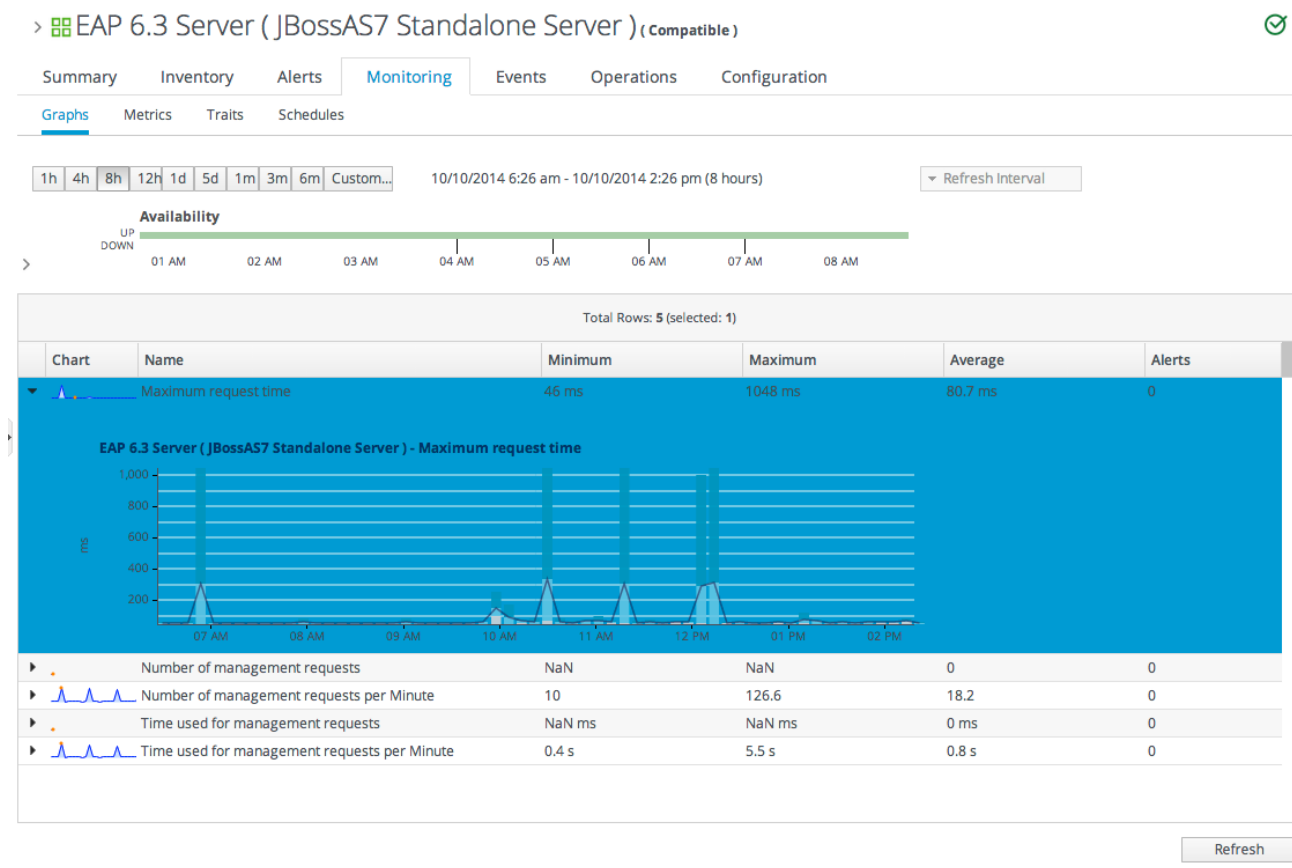 EAP 6.3 Server ( JBossAS7 Standalone Server ) ( Compatible )
Summary Inventory Alerts Monitoring Events Operations Configuration
Graphs Metrics Traits Schedules
1h 4h 8h 12h 1d 5d 1m 3m 6m Custom... 10/10/2014 6:26 am - 10/10/2014 2:26 pm (8 hours) Refresh Interval
Availability
UP
DOWN
01 AM 02 AM 03 AM 04 AM 05 AM 06 AM 07 AM 08 AM
Total Rows: 5 (selected: 1)
Chart Name Minimum Maximum Average Alerts
Maximum request time 46 ms 1048 ms 80.7 ms 0
EAP 6.3 Server ( JBossAS7 Standalone Server ) - Maximum request time
1,000
800
600
ms
400
200
07 AM 08 AM 09 AM 10 AM 11 AM 12 PM 01 PM 02 PM
Number of management requests NaN NaN 0 0
Number of management requests per Minute 10 126.6 18.2 0
Time used for management requests NaN ms NaN ms 0 ms 0
Time used for management requests per Minute 0.4 s 5.5 s 0.8 s 0
Refresh